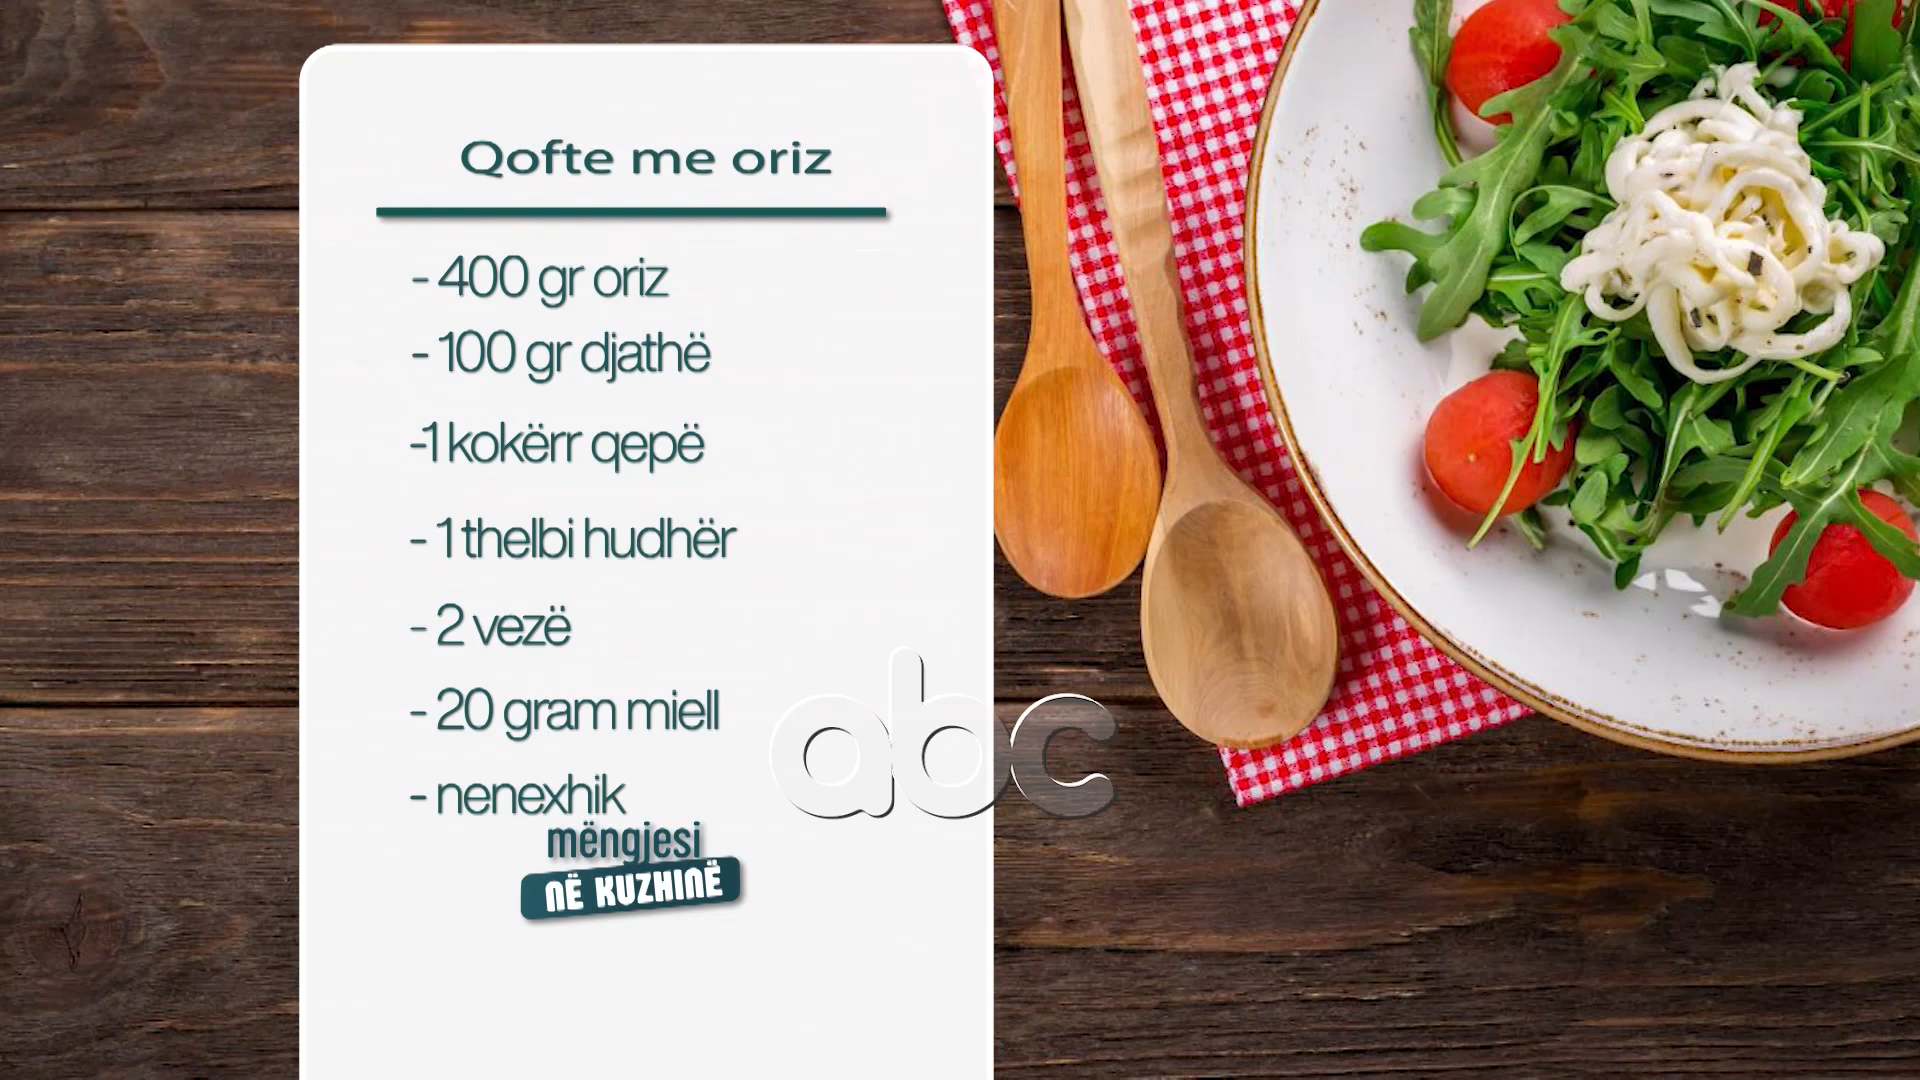 Qofte me oriz
- 400 gr oriz
- 100 gr djathë
-1 kokërr qepë
- 1 thelbi hudhër
- 2 vezë
- 20 gram miell
- nenexhik
mëngjesi
NË KUZHINË
abc